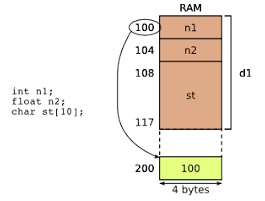 RAM
100 n1
104 n2
108
d1
st
int n1;
float n2;
char st[10];
117
200 100
4 bytes